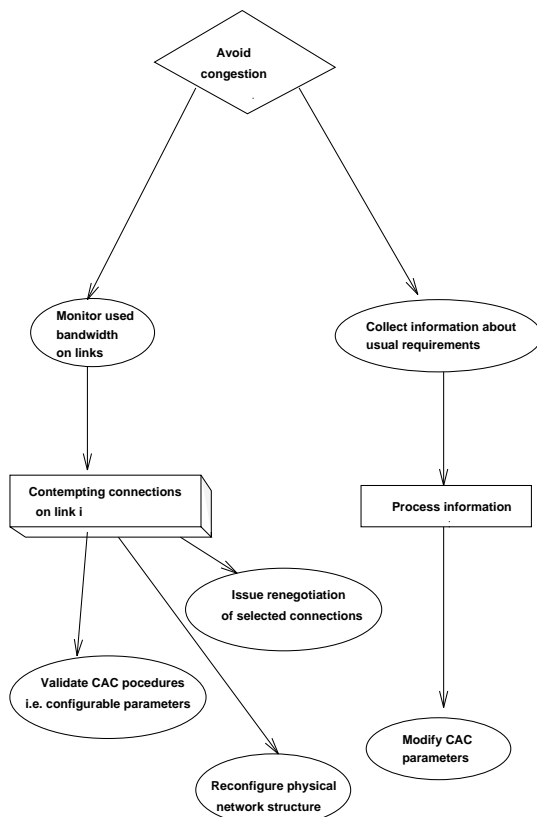 Avoid
congestion
Monitor used
bandwidth
on links
Collect information about
usual requirements
Contempting connections
on link i
Process information
Issue renegotiation
of selected connections
Validate CAC pocedures
i.e. configurable parameters
Modify CAC
parameters
Reconfigure physical
network structure